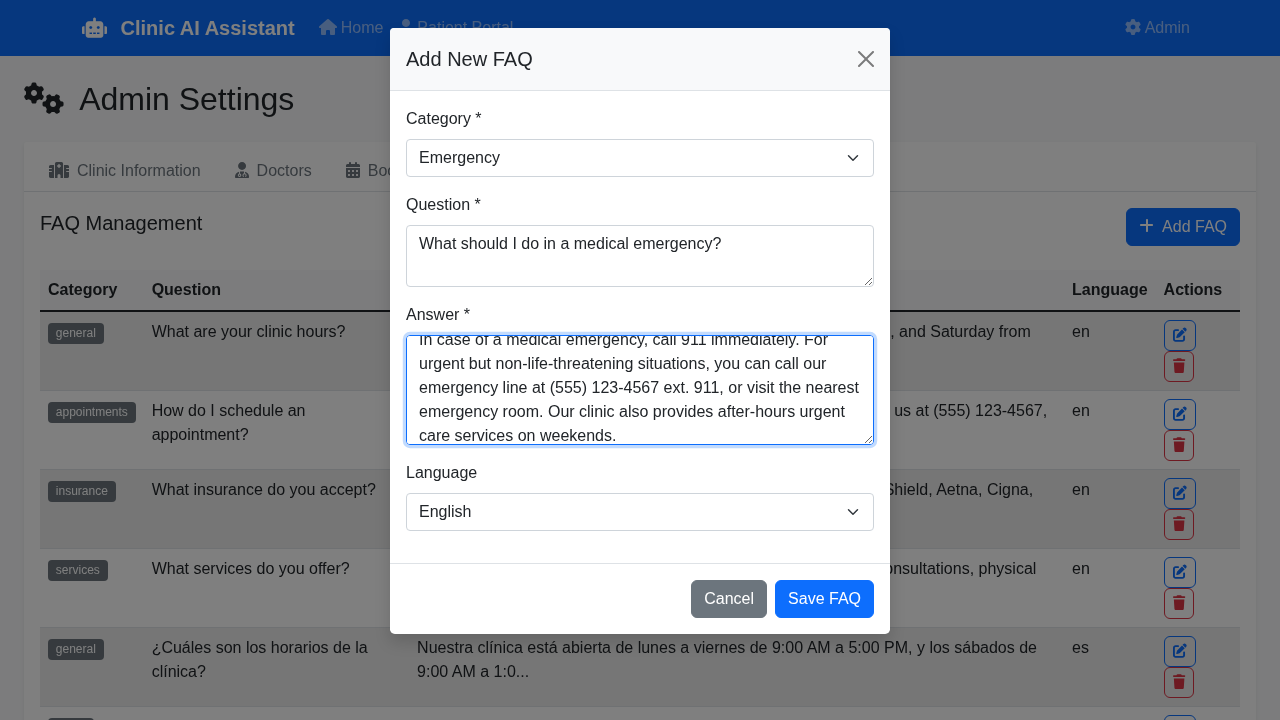 Clinic AI Assistant
Home
Patient Portal
Admin
Admin Settings
Clinic Information
Doctors
Boo
FAQ Management
Add FAQ
Category
Question
Language
Actions
general
What are your clinic hours?
, and Saturday from
en
appointments
How do I schedule an
appointment?
us at (555) 123-4567,
en
insurance
What insurance do you accept?
Shield, Aetna, Cigna,
en
services
What services do you offer?
onsultations, physical
en
general
¿Cuáles son los horarios de la
clínica?
Nuestra clínica está abierta de lunes a viernes de 9:00 AM a 5:00 PM, y los sábados de
9:00 AM a 1:0...
es
Add New FAQ
Category *
Emergency
Question *
What should I do in a medical emergency?
Answer *
In case of a medical emergency, call 911 immediately. For
urgent but non-life-threatening situations, you can call our
emergency line at (555) 123-4567 ext. 911, or visit the nearest
emergency room. Our clinic also provides after-hours urgent
care services on weekends.
Language
English
Cancel
Save FAQ